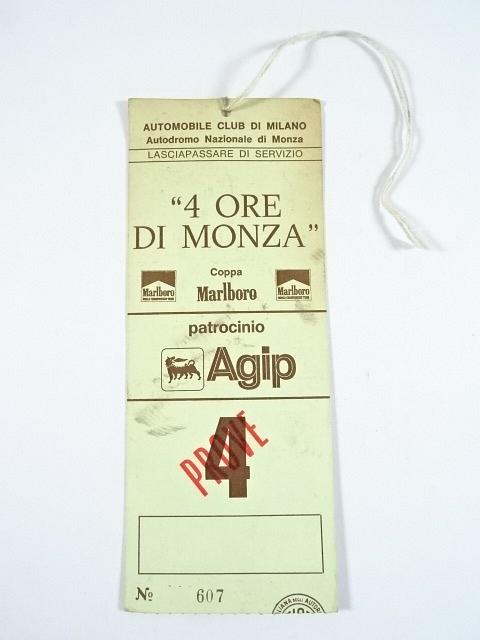 AUTOMOBILE CLUB DI MILANO
Autodromo Nazionale di Monza
LASCIAPASSARE DI SERVIZIO
"4 ORE
DI MONZA"
Coppa
Marlboro
Marlboro
Marlboro
patrocinio
Agip
4
PROVE
No 607